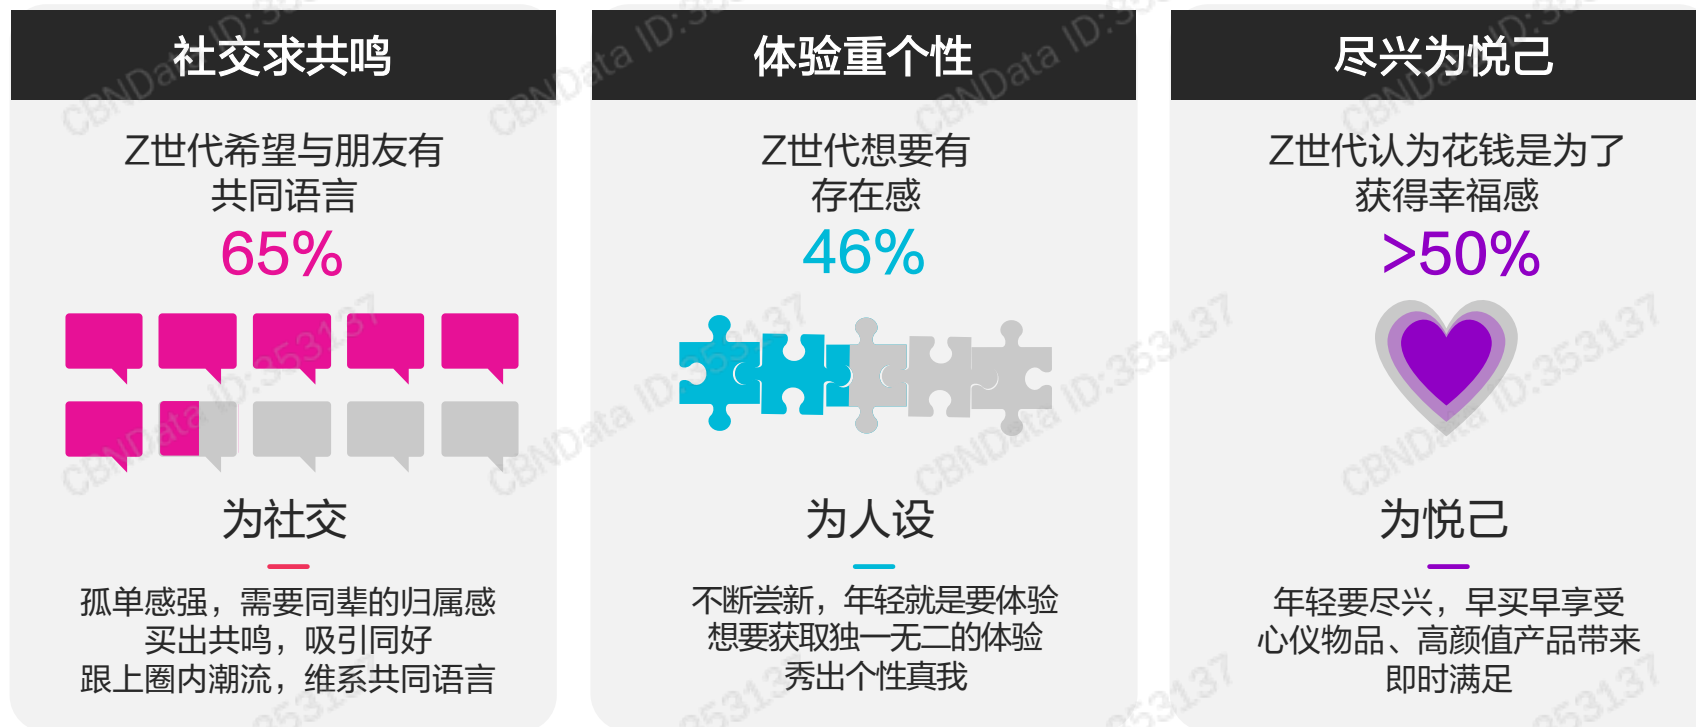 社交求共鸣
Z世代希望与朋友有
共同语言
65%
为社交
孤单感强，需要同辈的归属感
买出共鸣，吸引同好
跟上圈内潮流，维系共同语言
体验重个性
Z世代想要有
存在感
46%
为人设
不断尝新，年轻就是要体验
想要获取独一无二的体验
秀出个性真我
尽兴为悦己
Z世代认为花钱是为了
获得幸福感
>50%
为悦己
年轻要尽兴，早买早享受
心仪物品、高颜值产品带来
即时满足
CBNData ID:353137